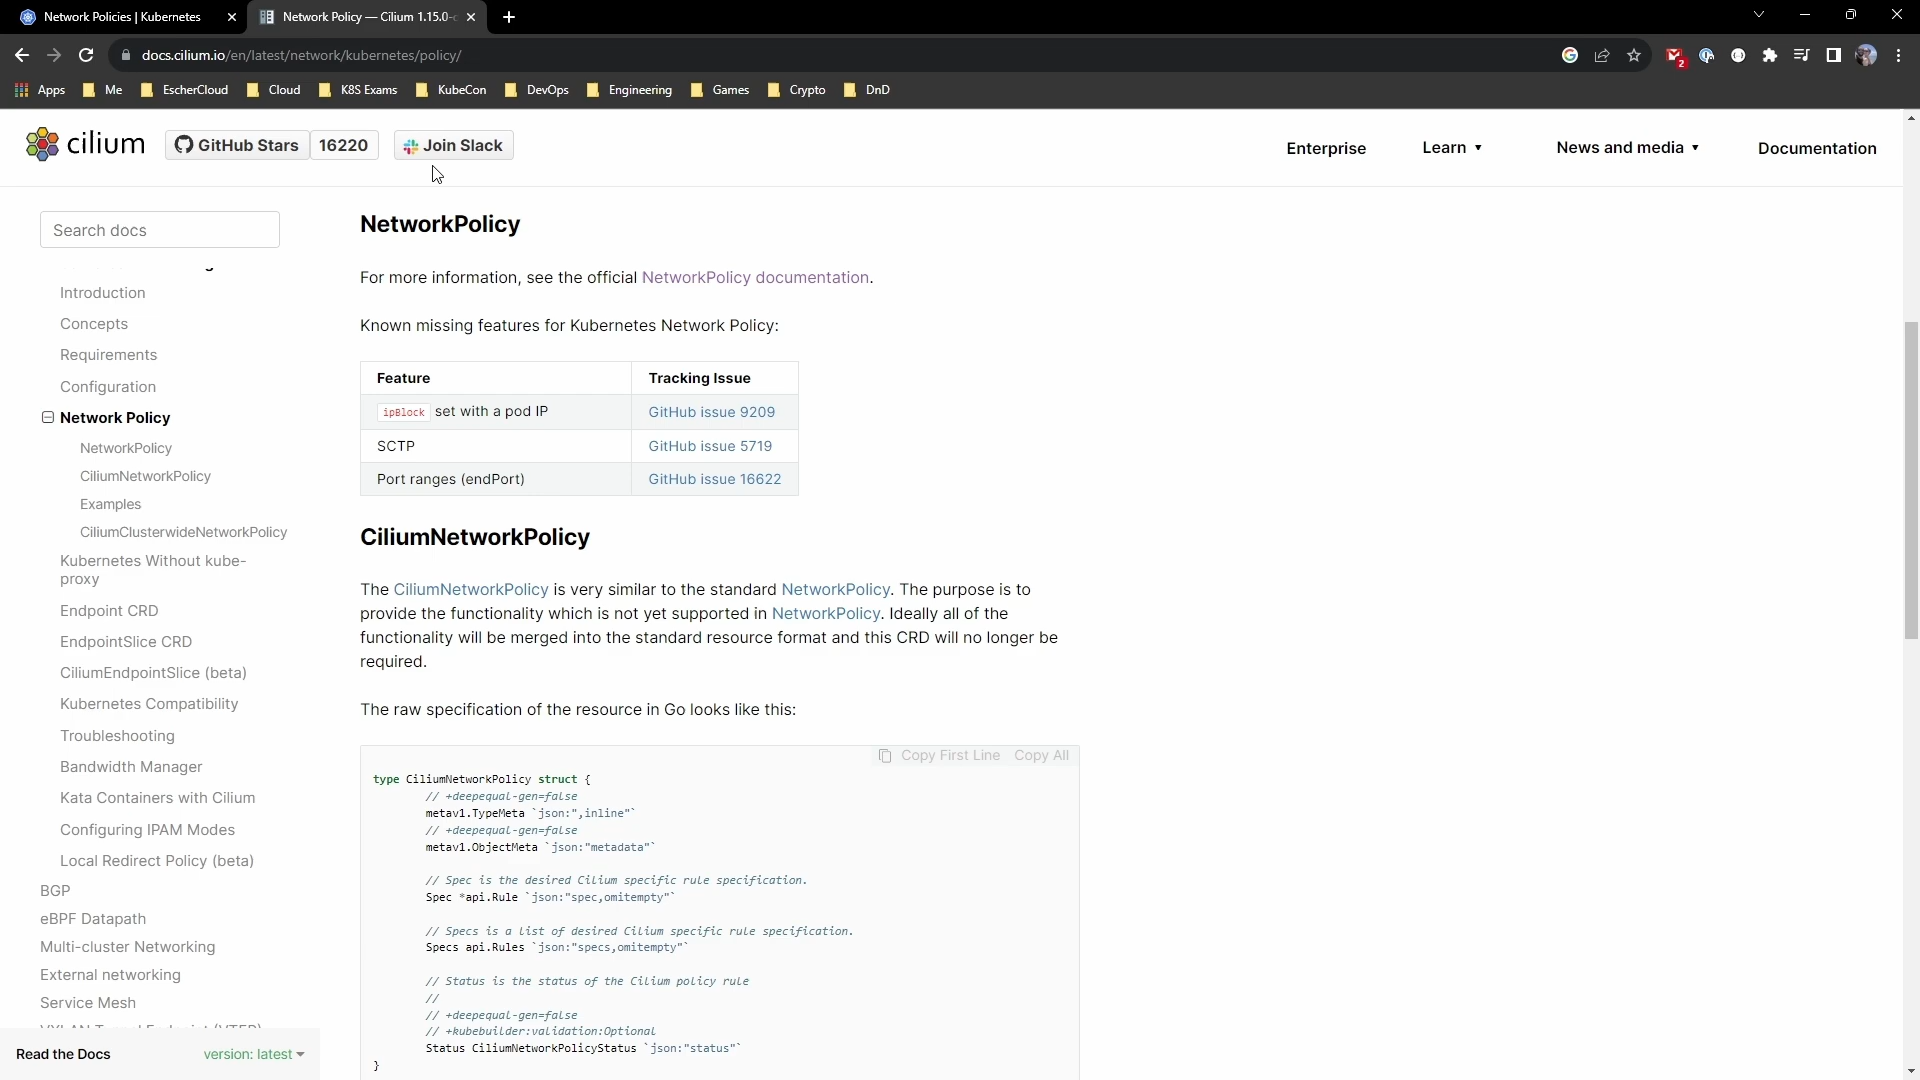 Network Policies | Kubernetes
Network Policy — Cilium 1.15.0-
docs.cilium.io/en/latest/network/kubernetes/policy/
2
Apps Me EscherCloud Cloud K8S Exams KubeCon DevOps Engineering Games Crypto DnD
cilium GitHub Stars 16220 Join Slack Enterprise Learn News and media Documentation
Search docs
Introduction
Concepts
Requirements
Configuration
Network Policy
NetworkPolicy
CiliumNetworkPolicy
Examples
CiliumClusterwideNetworkPolicy
Kubernetes Without kube-
proxy
Endpoint CRD
EndpointSlice CRD
CiliumEndpointSlice (beta)
Kubernetes Compatibility
Troubleshooting
Bandwidth Manager
Kata Containers with Cilium
Configuring IPAM Modes
Local Redirect Policy (beta)
BGP
eBPF Datapath
Multi-cluster Networking
External networking
Service Mesh
Read the Docs version: latest
NetworkPolicy
For more information, see the official NetworkPolicy documentation.
Known missing features for Kubernetes Network Policy:
Feature Tracking Issue
ipBlock set with a pod IP GitHub issue 9209
SCTP GitHub issue 5719
Port ranges (endPort) GitHub issue 16622
CiliumNetworkPolicy
The CiliumNetworkPolicy is very similar to the standard NetworkPolicy. The purpose is to
provide the functionality which is not yet supported in NetworkPolicy. Ideally all of the
functionality will be merged into the standard resource format and this CRD will no longer be
required.
The raw specification of the resource in Go looks like this:
Copy First Line Copy All
type CiliumNetworkPolicy struct {
// +deepequal-gen=false
metav1.TypeMeta `json:",inline"`
// +deepequal-gen=false
metav1.ObjectMeta `json:"metadata"`
// Spec is the desired Cilium specific rule specification.
Spec *api.Rule `json:"spec,omitempty"`
// Specs is a list of desired Cilium specific rule specification.
Specs api.Rules `json:"specs,omitempty"`
// Status is the status of the Cilium policy rule
//
// +deepequal-gen=false
// +kubebuilder:validation:Optional
Status CiliumNetworkPolicyStatus `json:"status"`
}